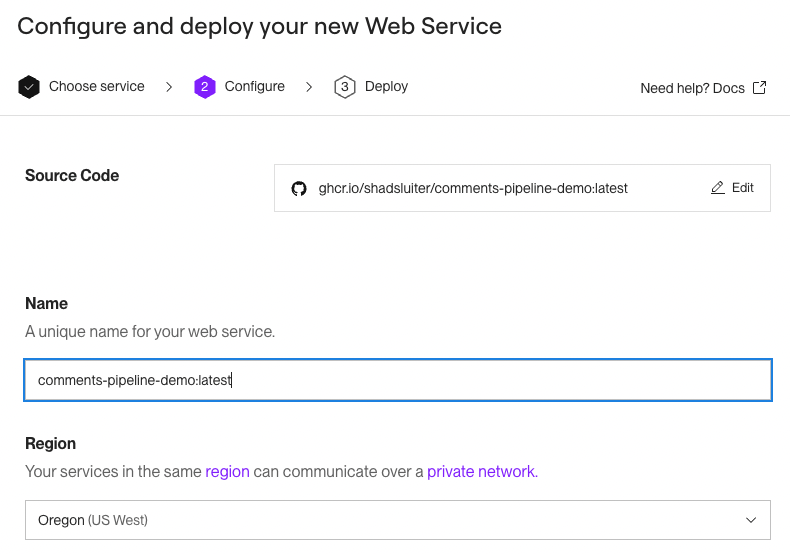 Configure and deploy your new Web Service
Choose service
2 Configure
3 Deploy
Need help? Docs
Source Code
ghcr.io/shadsluiter/comments-pipeline-demo:latest
Edit
Name
A unique name for your web service.
comments-pipeline-demo:latest
Region
Your services in the same region can communicate over a private network.
Oregon (US West)